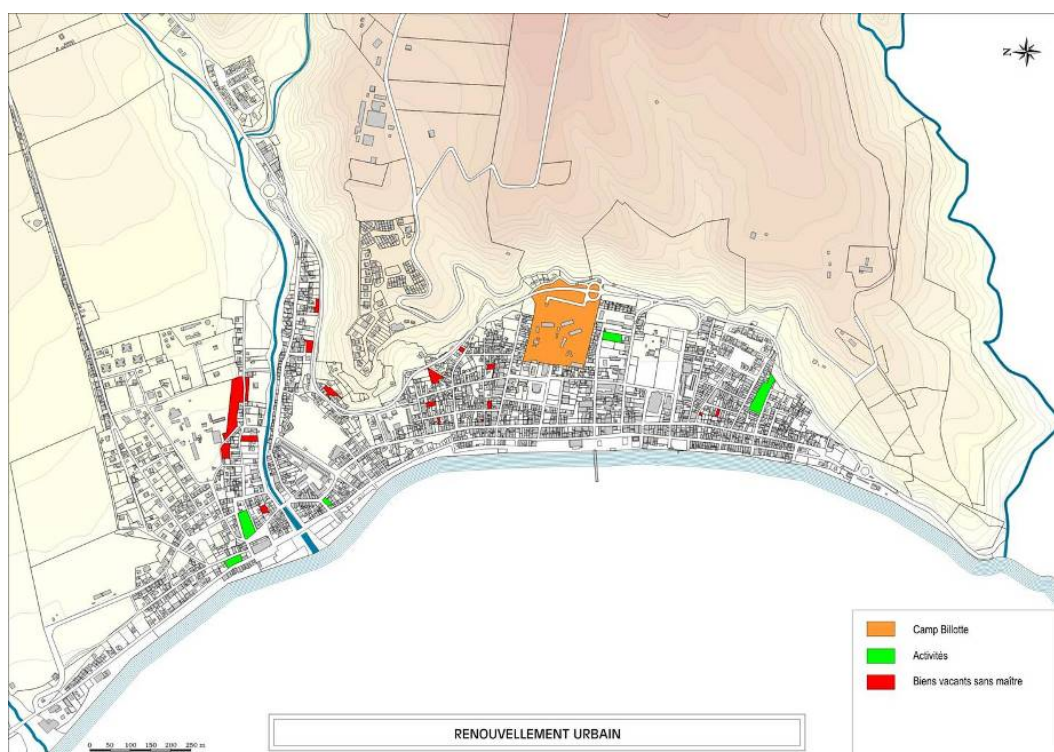 N
Camp Billotte
Activités
Biens vacants sans maître
RENOUVELLEMENT URBAIN
0 50 100 150 200 250 m